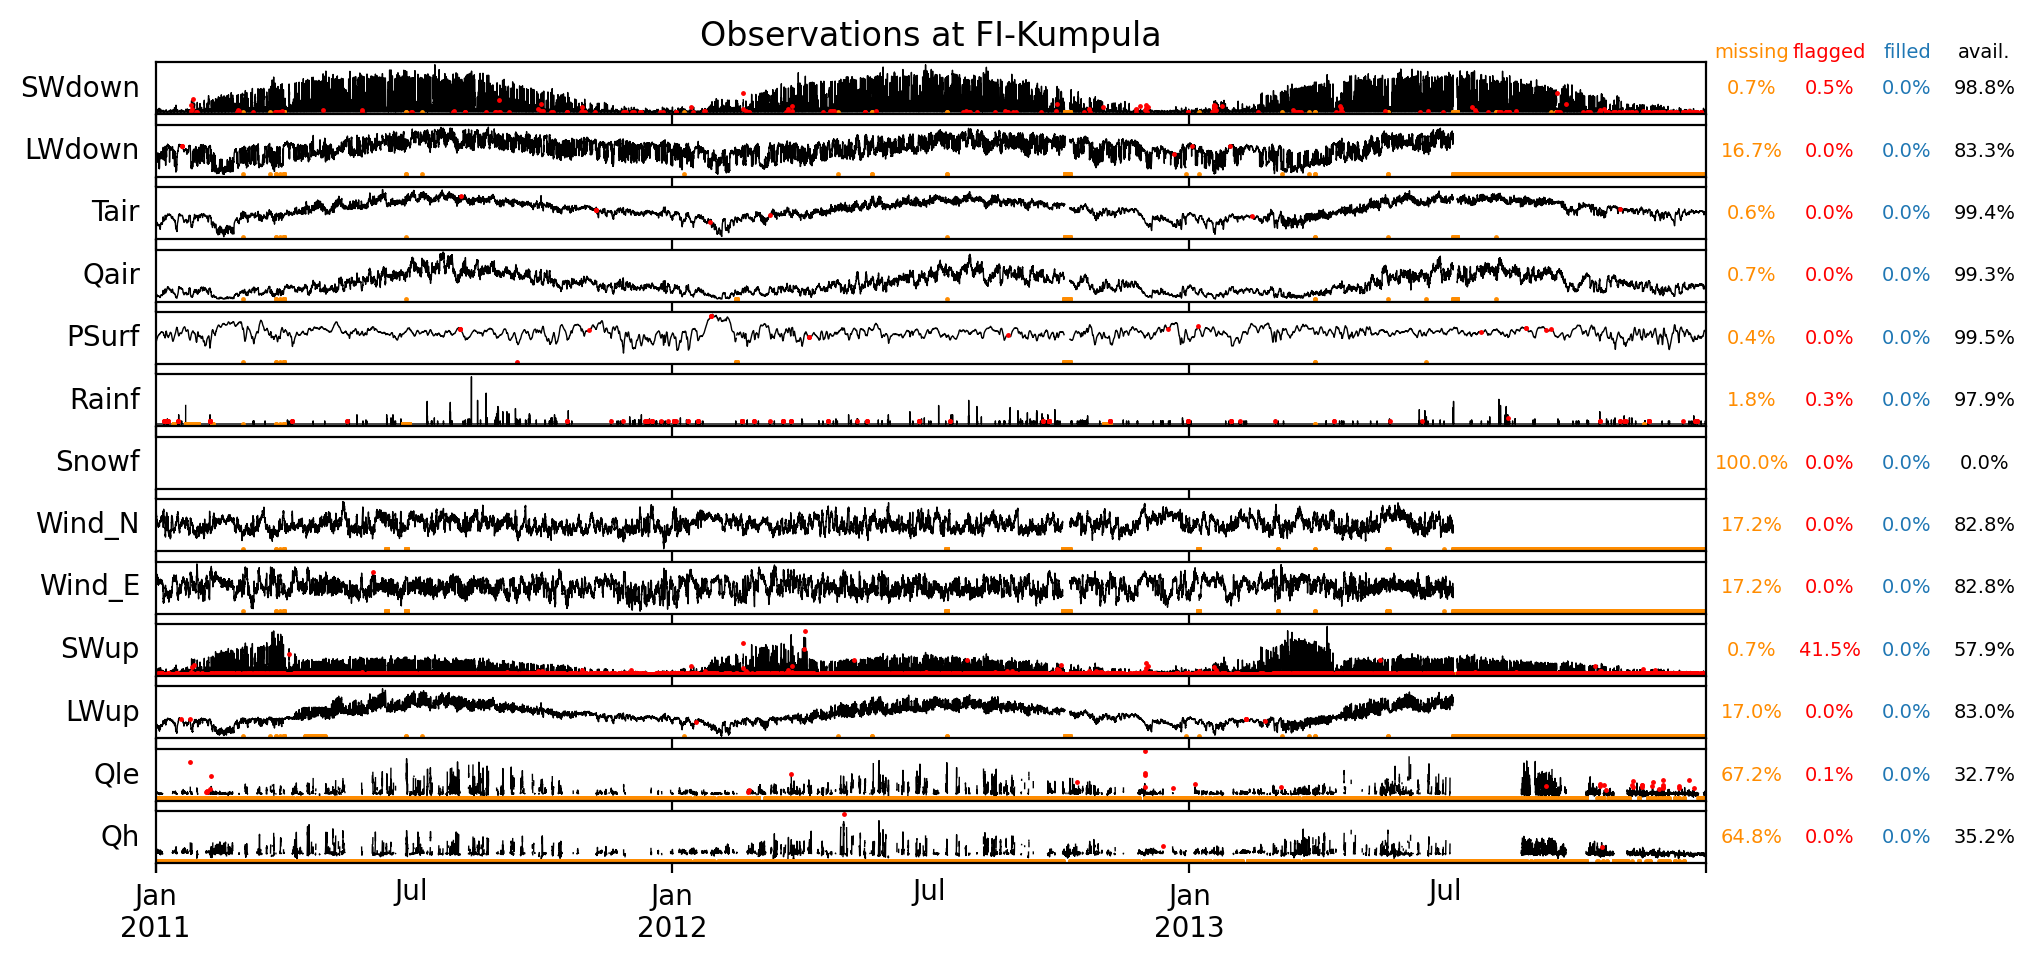 Observations at FI-Kumpula
missing flagged filled avail.
SWdown 0.7% 0.5% 0.0% 98.8%
LWdown 16.7% 0.0% 0.0% 83.3%
Tair 0.6% 0.0% 0.0% 99.4%
Qair 0.7% 0.0% 0.0% 99.3%
PSurf 0.4% 0.0% 0.0% 99.5%
Rainf 1.8% 0.3% 0.0% 97.9%
Snowf 100.0% 0.0% 0.0% 0.0%
Wind_N 17.2% 0.0% 0.0% 82.8%
Wind_E 17.2% 0.0% 0.0% 82.8%
SWup 0.7% 41.5% 0.0% 57.9%
LWup 17.0% 0.0% 0.0% 83.0%
Qle 67.2% 0.1% 0.0% 32.7%
Qh 64.8% 0.0% 0.0% 35.2%
Jan Jul Jan Jul Jan Jul
2011 2012 2013